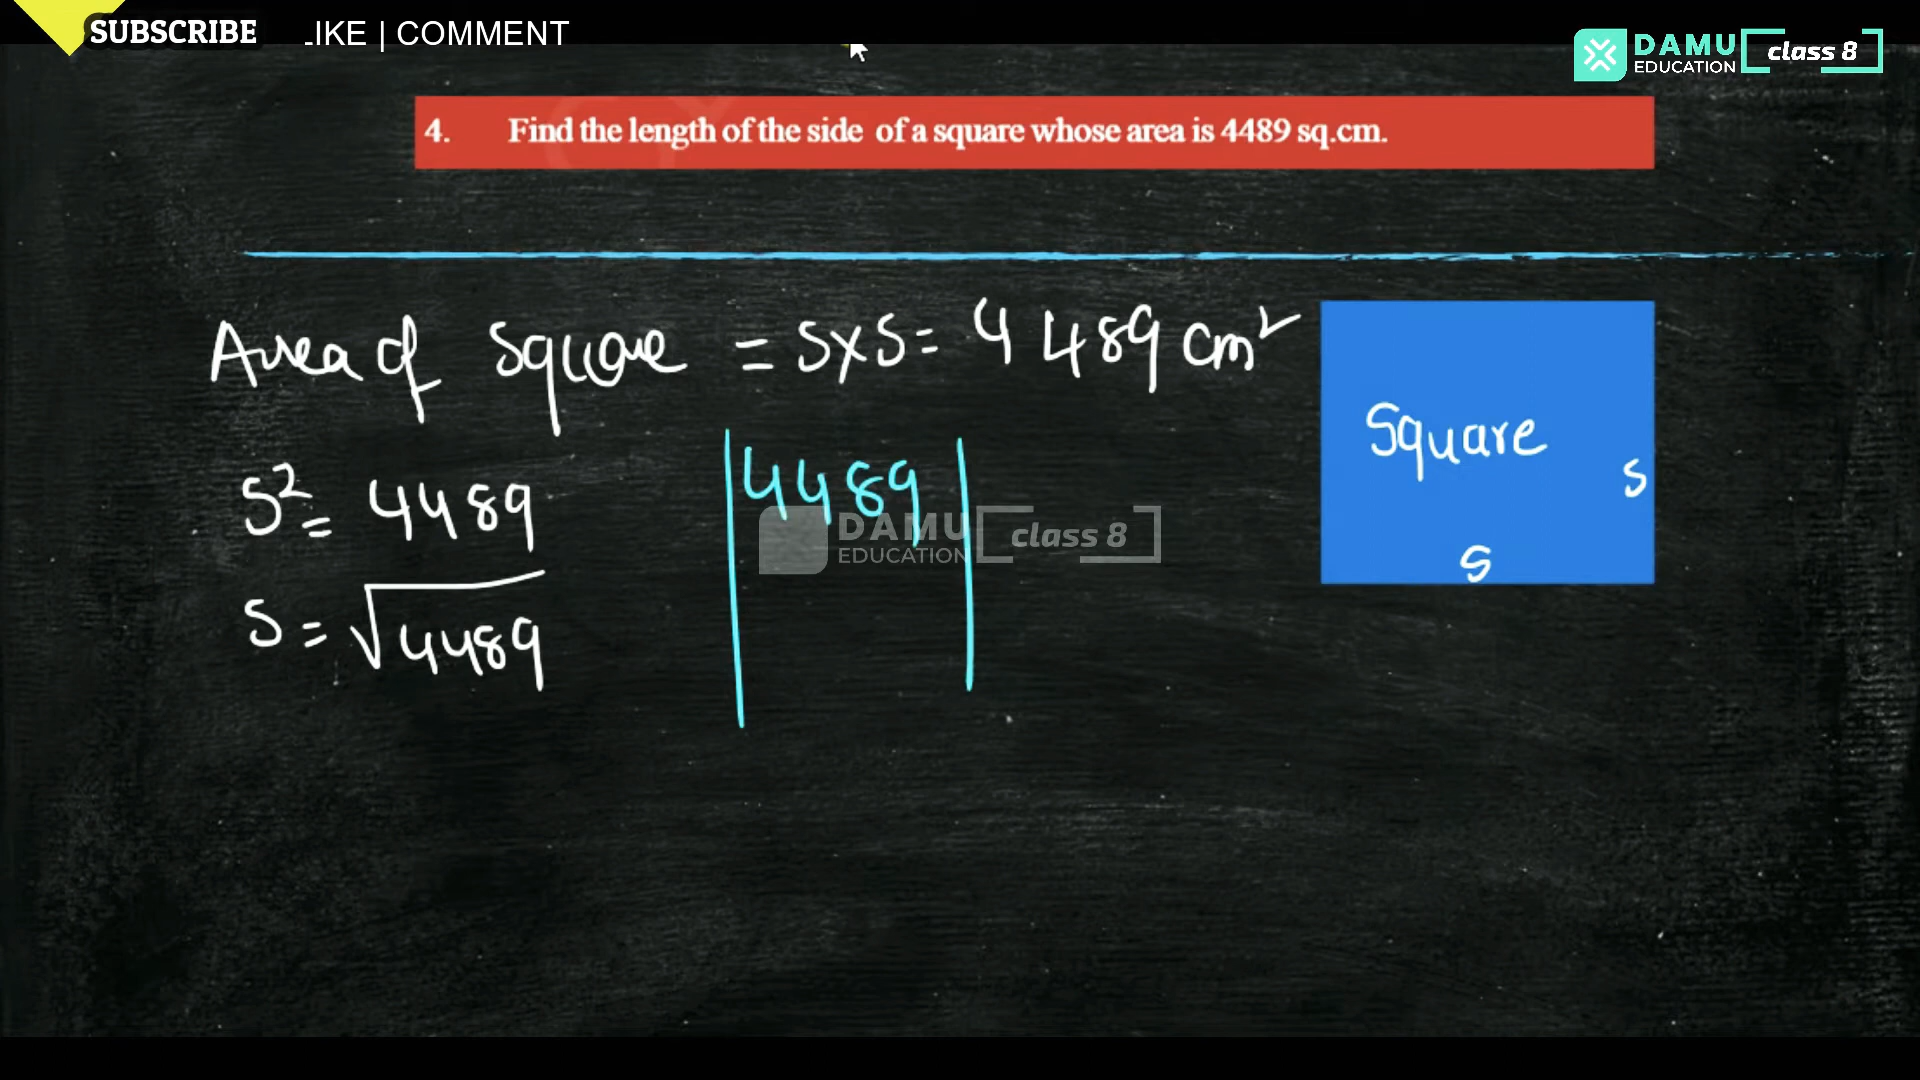 SUBSCRIBE
LIKE | COMMENT
DAMU
EDUCATION
class 8
4. Find the length of the side of a square whose area is 4489 sq.cm.
Area of square = S×S = 4489 cm²
S² = 4489
S = √4489
4489
DAMU
EDUCATION
class 8
Square
S
S